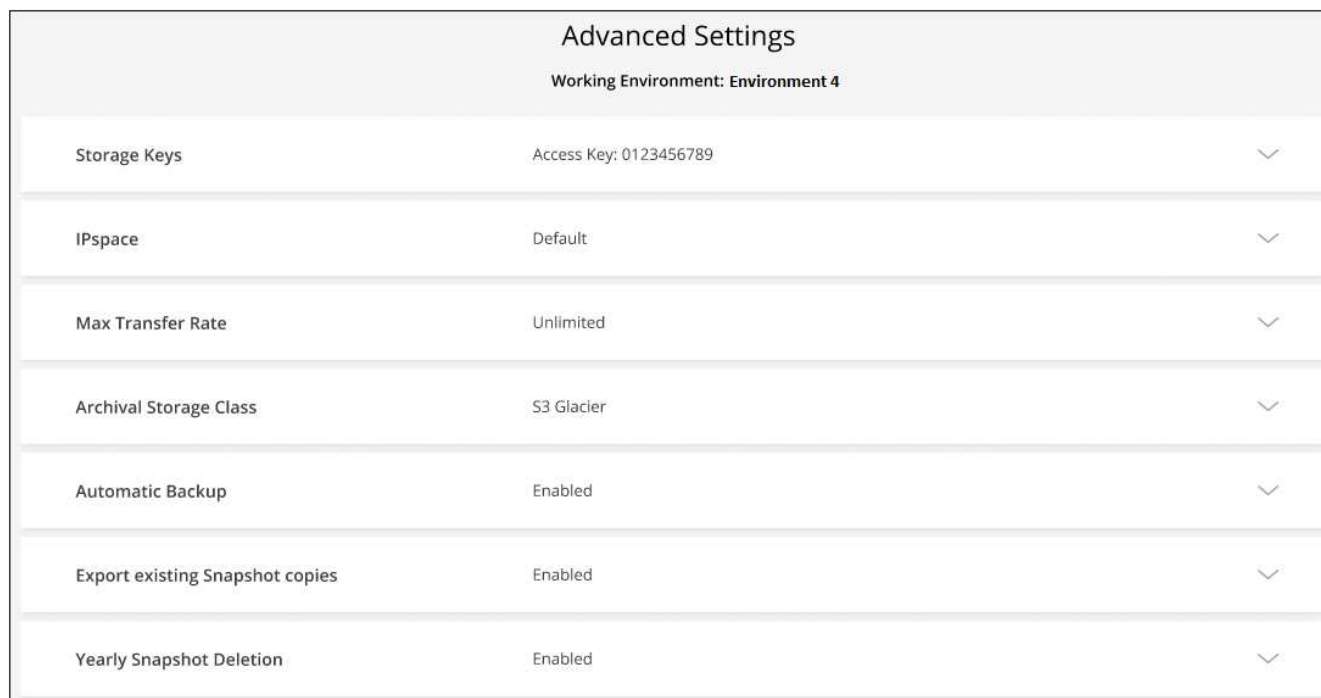 Advanced Settings
Working Environment: Environment 4
Storage Keys Access Key: 0123456789
IPspace Default
Max Transfer Rate Unlimited
Archival Storage Class S3 Glacier
Automatic Backup Enabled
Export existing Snapshot copies Enabled
Yearly Snapshot Deletion Enabled